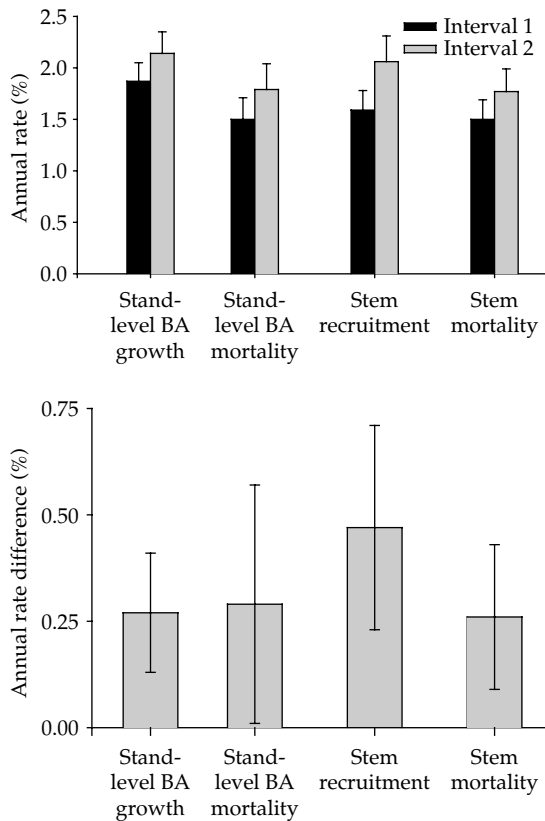 Interval 1
Interval 2
Annual rate (%)
2.5
2.0
1.5
1.0
0.5
0.0
Stand-
level BA
growth
Stand-
level BA
mortality
Stem
recruitment
Stem
mortality
Annual rate difference (%)
0.75
0.50
0.25
0.00
Stand-
level BA
growth
Stand-
level BA
mortality
Stem
recruitment
Stem
mortality